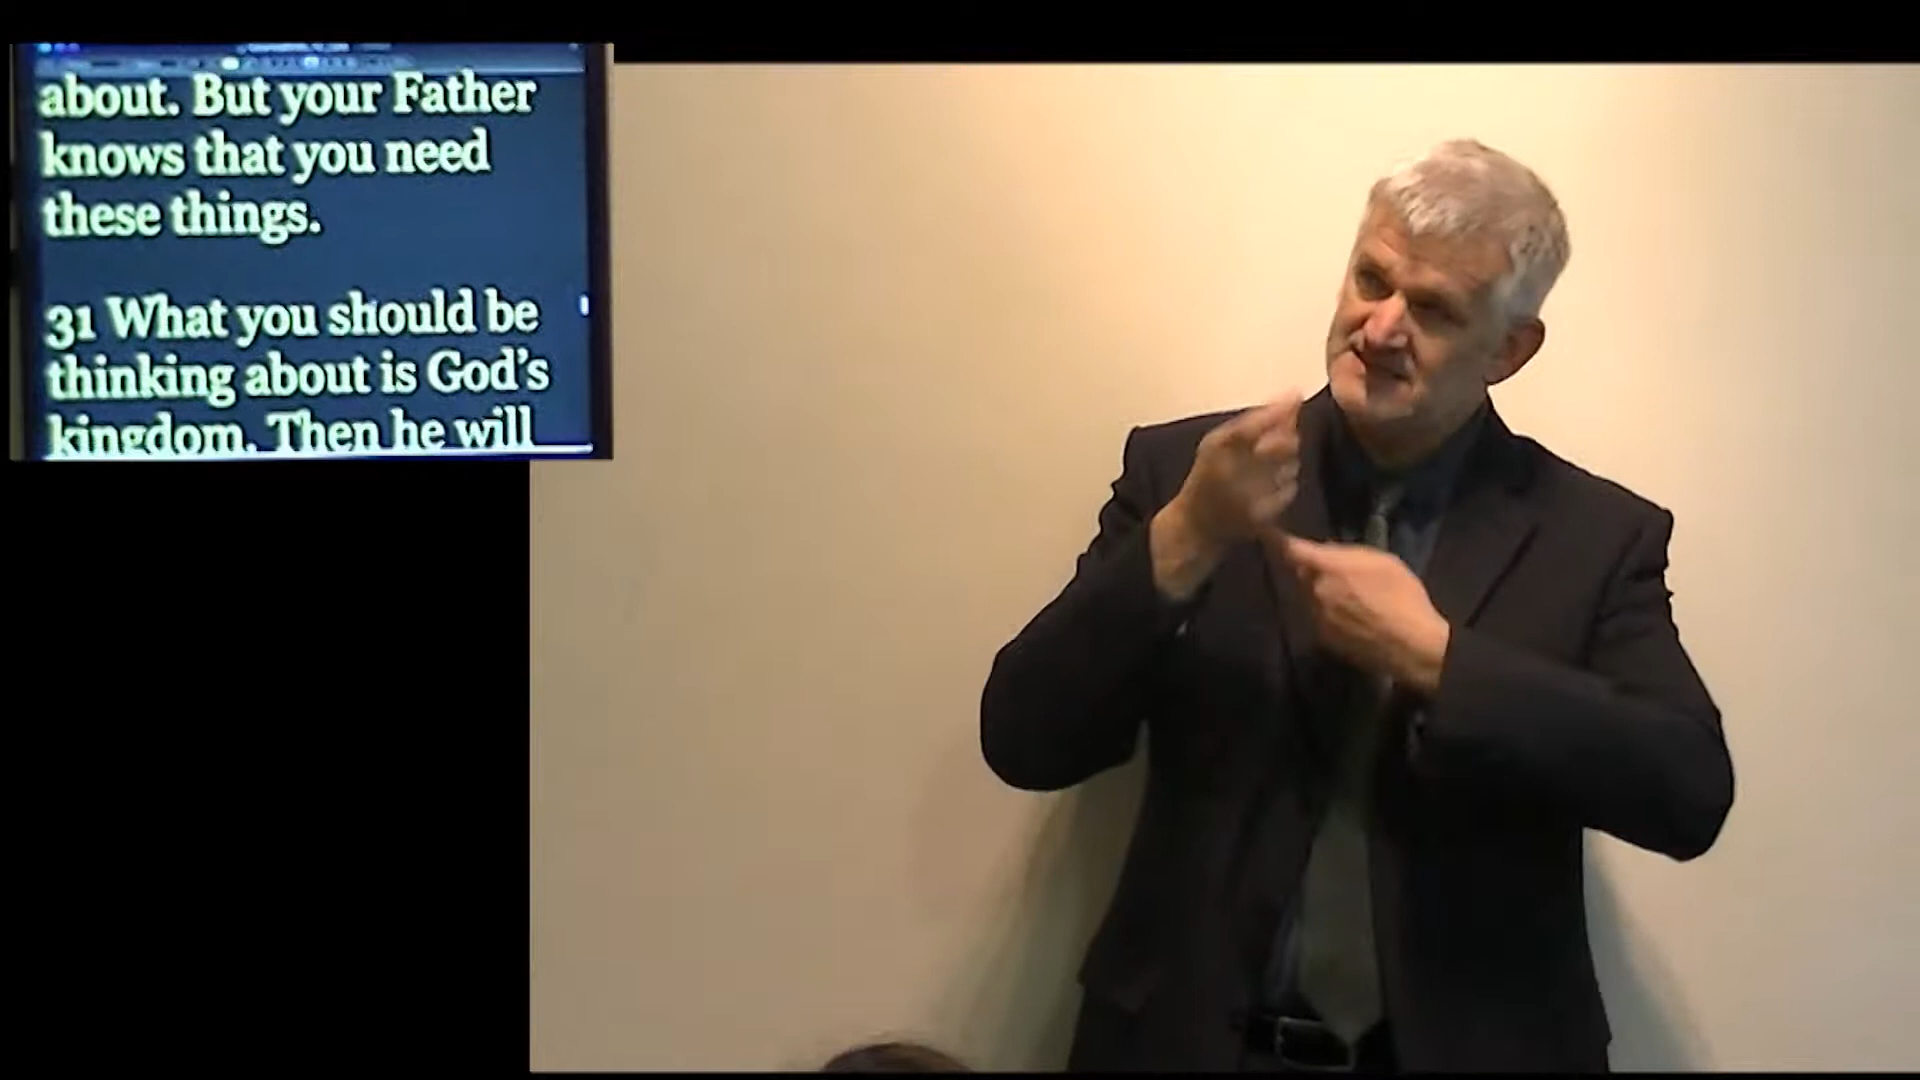 about. But your Father
knows that you need
these things.
31 What you should be
thinking about is God's
kingdom. Then he will